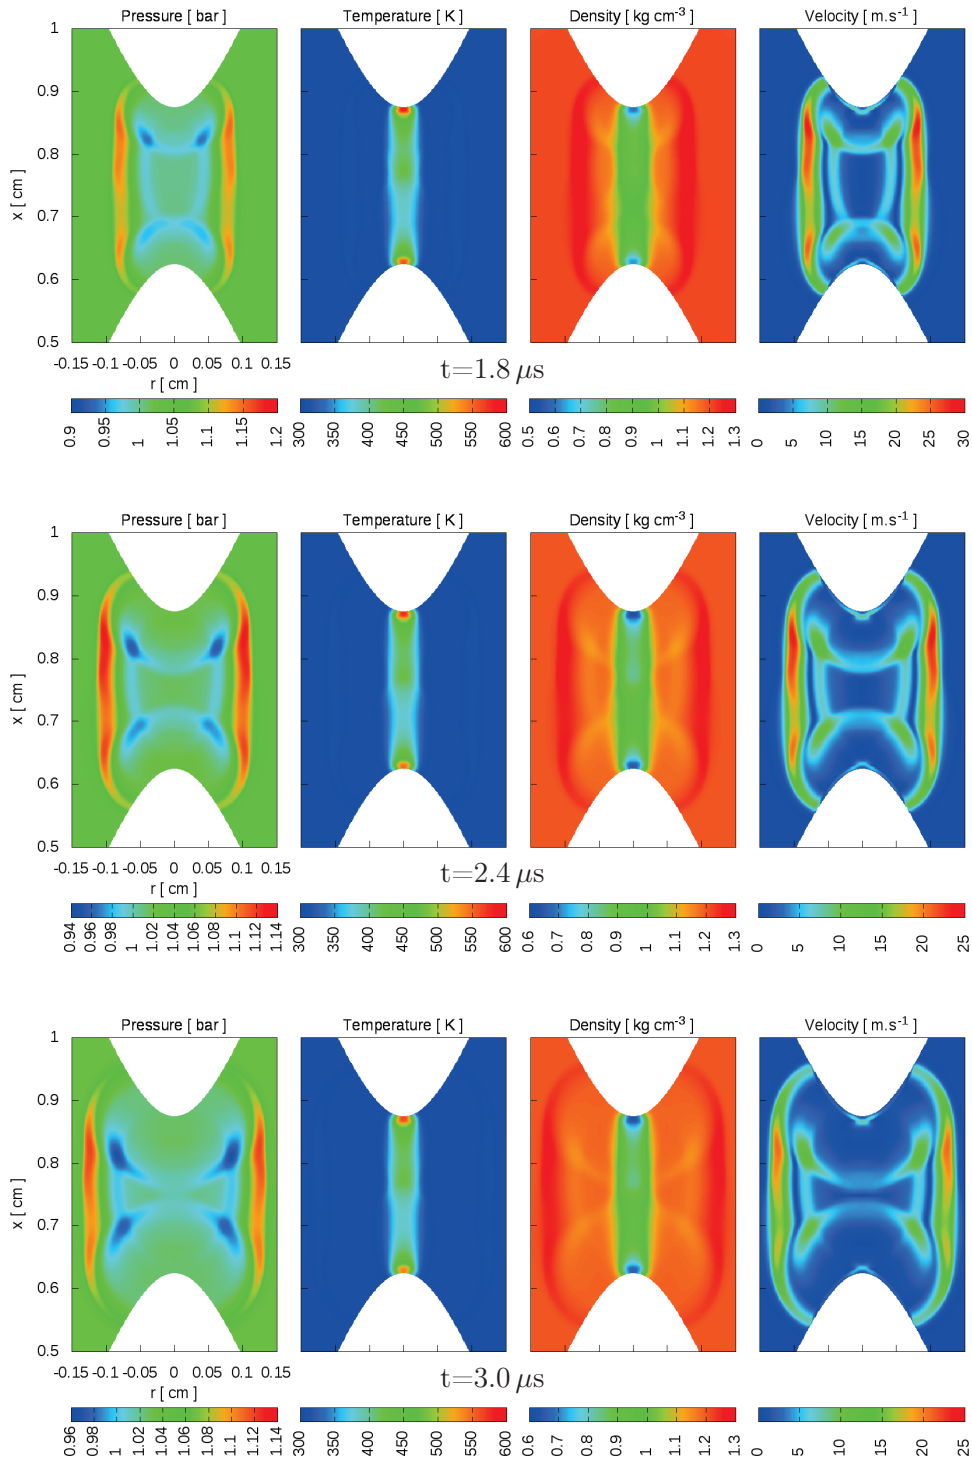 Pressure [ bar ] Temperature [ K ] Density [ kg cm-3 ] Velocity [ m.s-1 ]
1
0.9
0.8
0.7
0.6
0.5
x [ cm ]
-0.15 -0.1 -0.05 0 0.05 0.1 0.15
r [ cm ]
t=1.8 μs
0.9 0.95 1 1.05 1.1 1.15 1.2
300 350 400 450 500 550 600
0.5 0.6 0.7 0.8 0.9 1 1.1 1.2 1.3
0 5 10 15 20 25 30
Pressure [ bar ] Temperature [ K ] Density [ kg cm-3 ] Velocity [ m.s-1 ]
1
0.9
0.8
0.7
0.6
0.5
x [ cm ]
-0.15 -0.1 -0.05 0 0.05 0.1 0.15
r [ cm ]
t=2.4 μs
0.94 0.96 0.98 1 1.02 1.04 1.06 1.08 1.1 1.12 1.14
300 350 400 450 500 550 600
0.6 0.7 0.8 0.9 1 1.1 1.2 1.3
0 5 10 15 20 25
Pressure [ bar ] Temperature [ K ] Density [ kg cm-3 ] Velocity [ m.s-1 ]
1
0.9
0.8
0.7
0.6
0.5
x [ cm ]
-0.15 -0.1 -0.05 0 0.05 0.1 0.15
r [ cm ]
t=3.0 μs
0.96 0.98 1 1.02 1.04 1.06 1.08 1.1 1.12 1.14
300 350 400 450 500 550 600
0.6 0.7 0.8 0.9 1 1.1 1.2 1.3
0 5 10 15 20 25